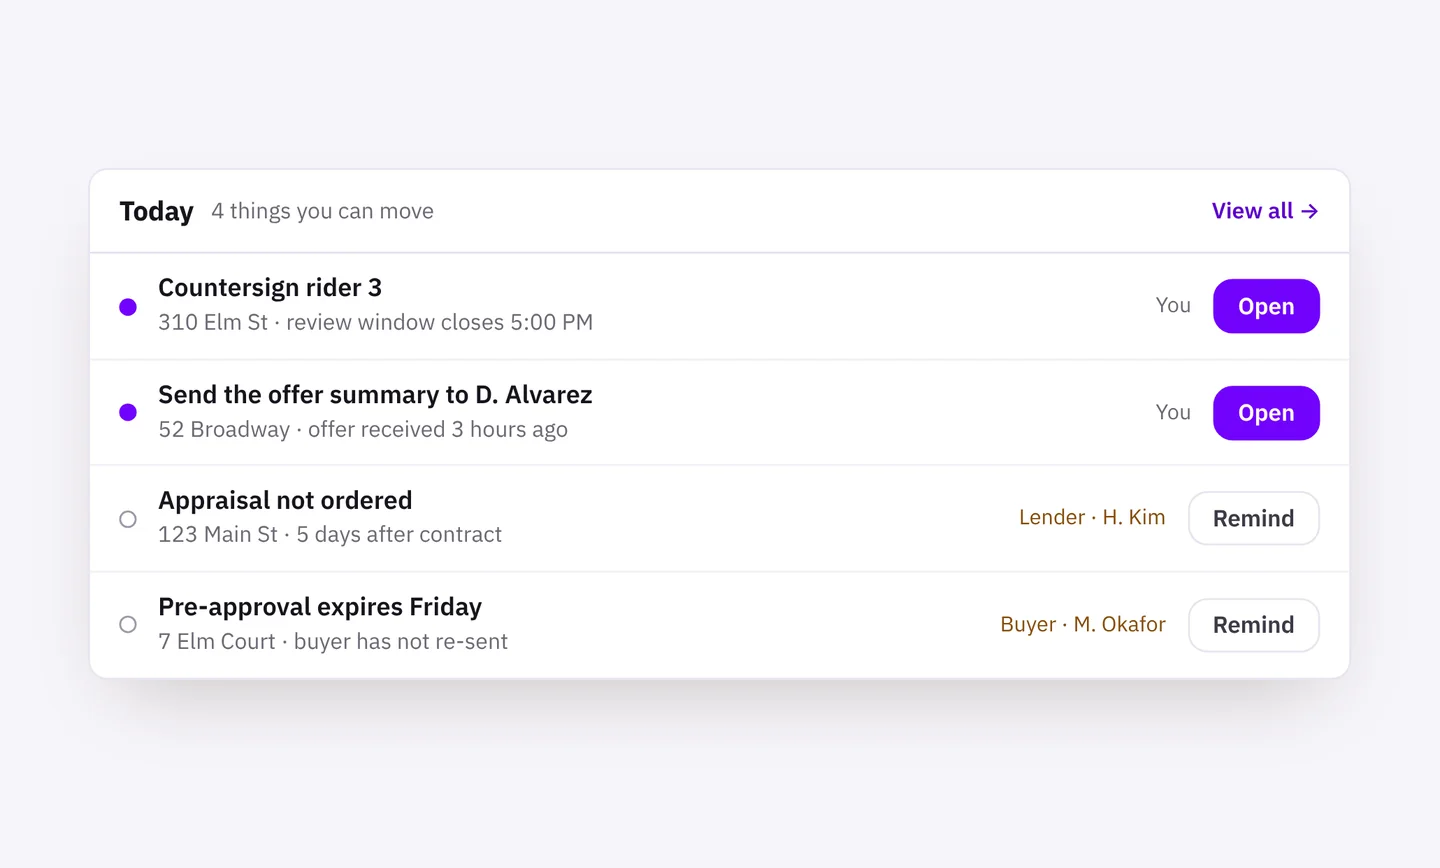 Today 4 things you can move View all →
Countersign rider 3
310 Elm St · review window closes 5:00 PM
You Open
Send the offer summary to D. Alvarez
52 Broadway · offer received 3 hours ago
You Open
Appraisal not ordered
123 Main St · 5 days after contract
Lender · H. Kim Remind
Pre-approval expires Friday
7 Elm Court · buyer has not re-sent
Buyer · M. Okafor Remind